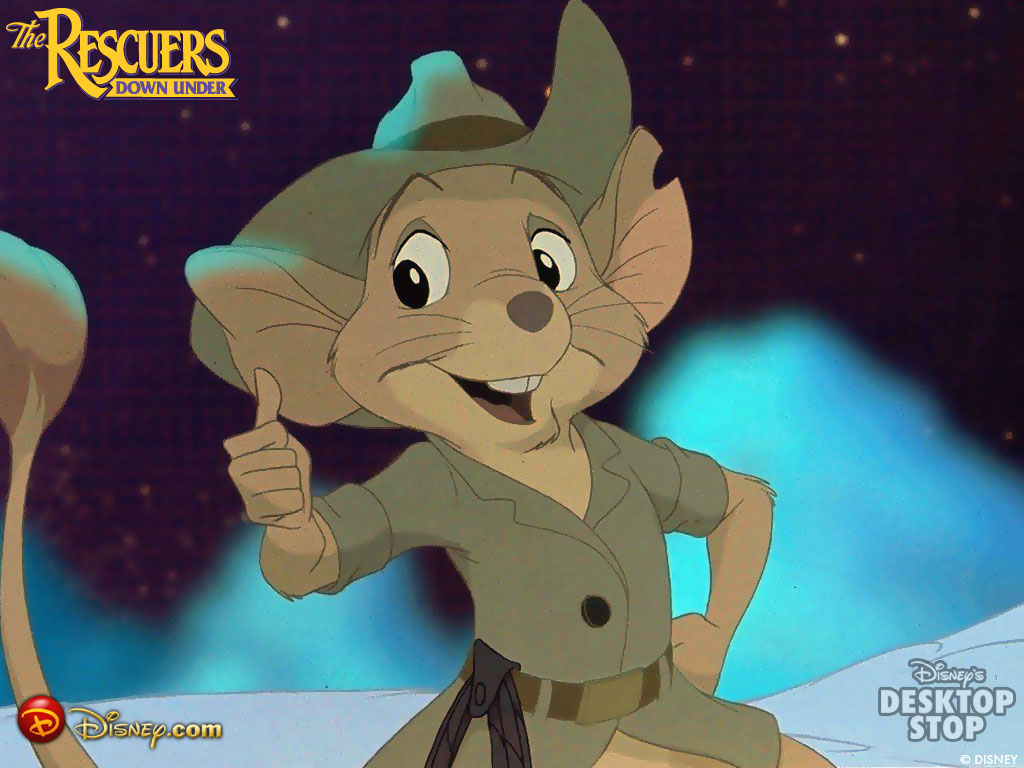 The RESCUERS
DOWN UNDER
D Disney.com
Disney's
DESKTOP
STOP
© DISNEY